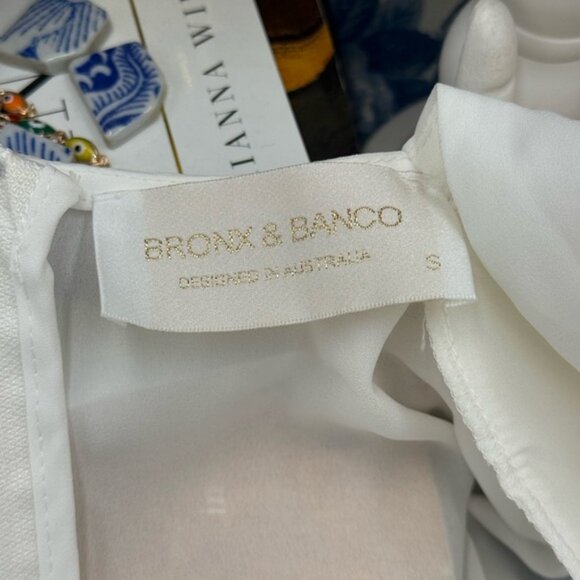 IANNA WI
BRONX & BANCO
DESIGNED IN AUSTRALIA
S